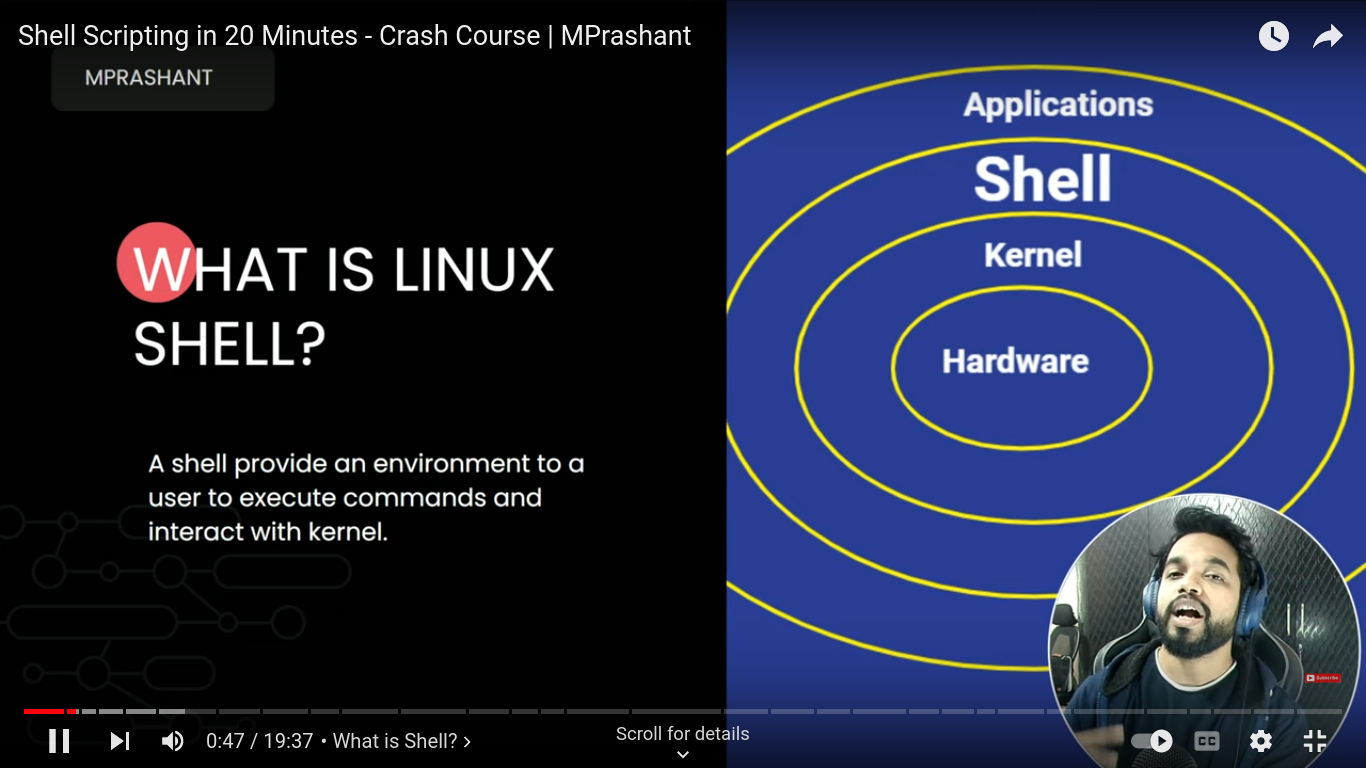 Shell Scripting in 20 Minutes - Crash Course | MPrashant
MPRASHANT
WHAT IS LINUX
SHELL?
A shell provide an environment to a
user to execute commands and
interact with kernel.
Applications
Shell
Kernel
Hardware
Subscribe
0:47 / 19:37 • What is Shell? ›
Scroll for details
CC